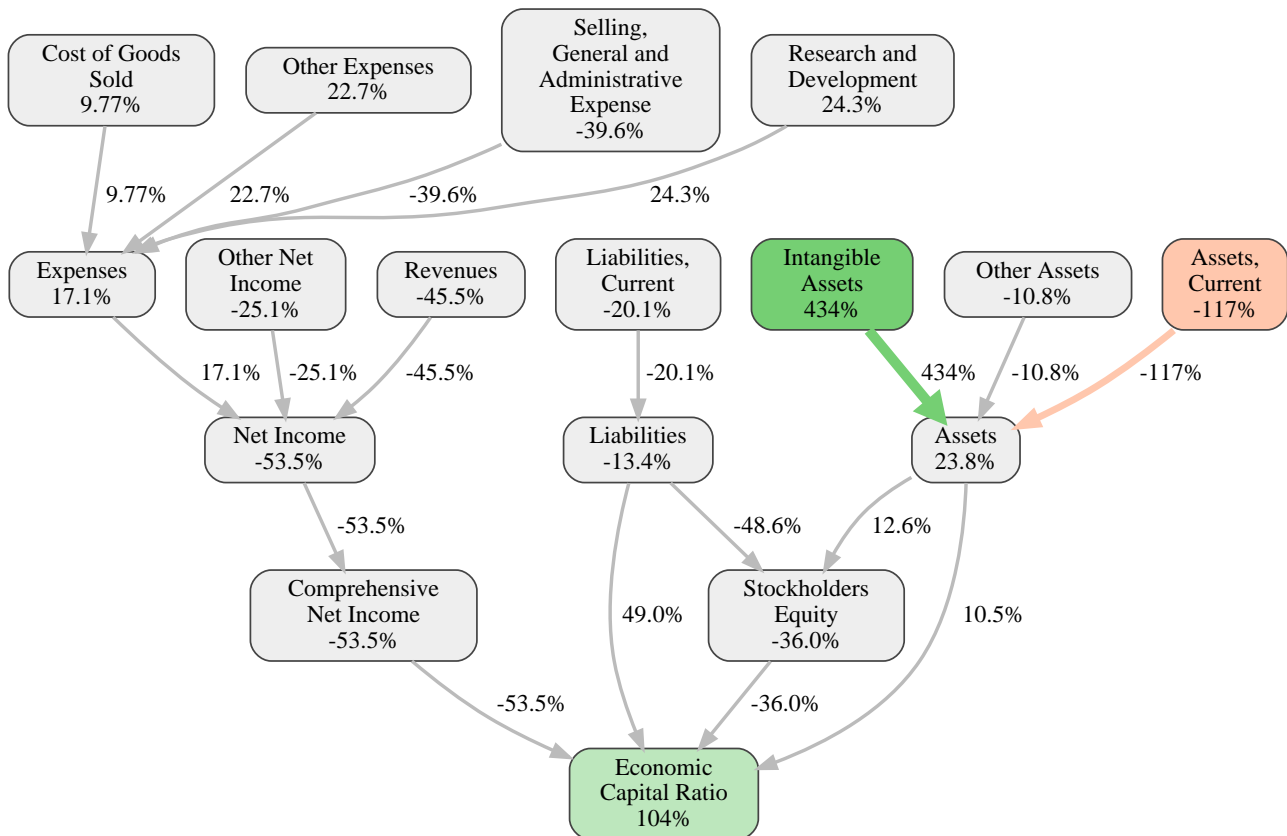 Cost of Goods
Sold
9.77%
Other Expenses
22.7%
Selling,
General and
Administrative
Expense
-39.6%
Research and
Development
24.3%
9.77%
22.7%
-39.6%
24.3%
Expenses
17.1%
Other Net
Income
-25.1%
Revenues
-45.5%
Liabilities,
Current
-20.1%
Intangible
Assets
434%
Other Assets
-10.8%
Assets,
Current
-117%
17.1%
-25.1%
-45.5%
-20.1%
434%
-10.8%
-117%
Net Income
-53.5%
Liabilities
-13.4%
Assets
23.8%
-53.5%
-48.6%
12.6%
Comprehensive
Net Income
-53.5%
49.0%
Stockholders
Equity
-36.0%
10.5%
-53.5%
-36.0%
Economic
Capital Ratio
104%